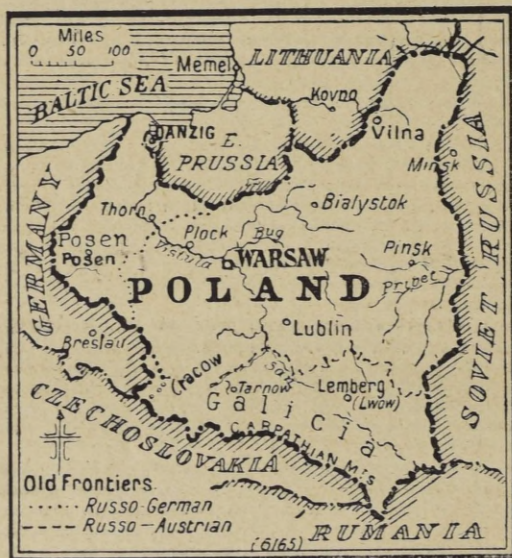 Miles
0 50 100
BALTIC SEA
Memel
LITHUANIA
Kovno
Vilna
DANZIG
E. PRUSSIA
Minsk
SOVIET RUSSIA
GERMANY
Thorn
Bialystok
Posen
Posen
Plock
Bug
Vistula
WARSAW
Pinsk
Pripet
POLAND
Breslau
Lublin
Cracow
San
Tarnow
Lemberg
(Lwow)
Galicia
CARPATHIAN MTS
CZECHOSLOVAKIA
Old Frontiers
Russo-German
Russo-Austrian
(6165)
RUMANIA